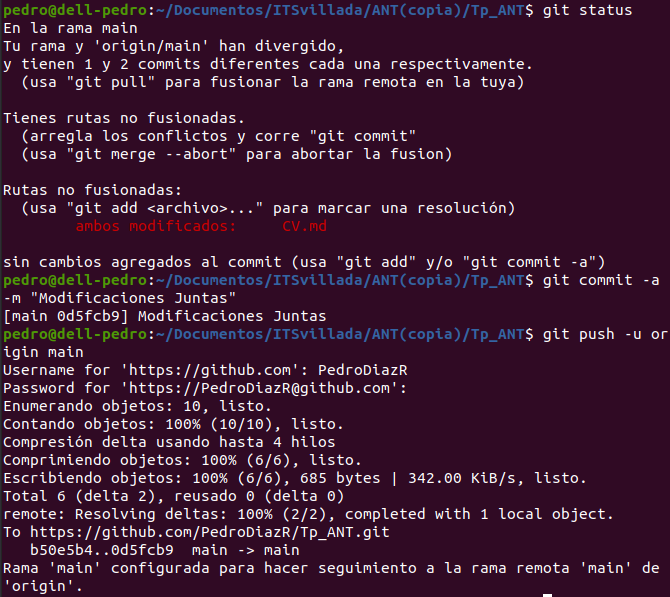 pedro@dell-pedro:~/Documentos/ITSvillada/ANT(copia)/Tp_ANT$ git status
En la rama main
Tu rama y 'origin/main' han divergido,
y tienen 1 y 2 commits diferentes cada una respectivamente.
  (usa "git pull" para fusionar la rama remota en la tuya)

Tienes rutas no fusionadas.
  (arregla los conflictos y corre "git commit"
  (usa "git merge --abort" para abortar la fusion)

Rutas no fusionadas:
  (usa "git add <archivo>..." para marcar una resolución)
        ambos modificados:     CV.md

sin cambios agregados al commit (usa "git add" y/o "git commit -a")
pedro@dell-pedro:~/Documentos/ITSvillada/ANT(copia)/Tp_ANT$ git commit -a
-m "Modificaciones Juntas"
[main 0d5fcb9] Modificaciones Juntas
pedro@dell-pedro:~/Documentos/ITSvillada/ANT(copia)/Tp_ANT$ git push -u or
igin main
Username for 'https://github.com': PedroDiazR
Password for 'https://PedroDiazR@github.com':
Enumerando objetos: 10, listo.
Contando objetos: 100% (10/10), listo.
Compresión delta usando hasta 4 hilos
Comprimiendo objetos: 100% (6/6), listo.
Escribiendo objetos: 100% (6/6), 685 bytes | 342.00 KiB/s, listo.
Total 6 (delta 2), reusado 0 (delta 0)
remote: Resolving deltas: 100% (2/2), completed with 1 local object.
To https://github.com/PedroDiazR/Tp_ANT.git
   b50e5b4..0d5fcb9  main -> main
Rama 'main' configurada para hacer seguimiento a la rama remota 'main' de
'origin'.